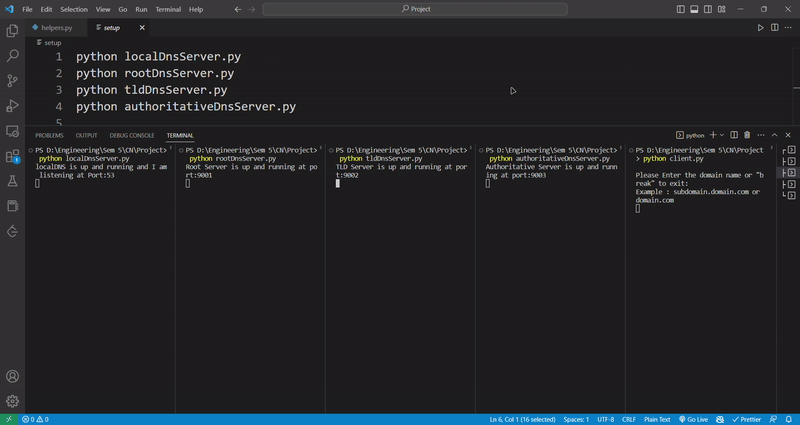 File Edit Selection View Go Run Terminal Help
Project
helpers.py
setup
setup
1 python localDnsServer.py
2 python rootDnsServer.py
3 python tldDnsServer.py
4 python authoritativeDnsServer.py
5
PROBLEMS OUTPUT DEBUG CONSOLE TERMINAL
python
PS D:\Engineering\Sem 5\CN\Project>
python localDnsServer.py
localDNS is up and running and I am
listening at Port:53
PS D:\Engineering\Sem 5\CN\Project>
python rootDnsServer.py
Root Server is up and running at po
rt:9001
PS D:\Engineering\Sem 5\CN\Project>
python tldDnsServer.py
TLD Server is up and running at por
t:9002
PS D:\Engineering\Sem 5\CN\Project>
python authoritativeDnsServer.py
Authoritative Server is up and runn
ing at port:9003
PS D:\Engineering\Sem 5\CN\Project
> python client.py
Please Enter the domain name or "b
reak" to exit:
Example : subdomain.domain.com or
domain.com
1
0 0
Ln 6, Col 1 (16 selected) Spaces: 1 UTF-8 CRLF Plain Text Go Live Prettier